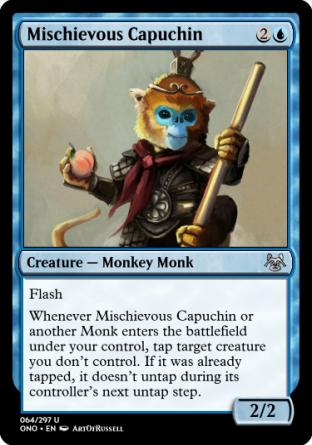 Mischievous Capuchin 2
Creature — Monkey Monk
Flash
Whenever Mischievous Capuchin or
another Monk enters the battlefield
under your control, tap target creature
you don't control. If it was already
tapped, it doesn't untap during its
controller's next untap step.
2/2
064/297 U
ONO • EN ArtOfRussell